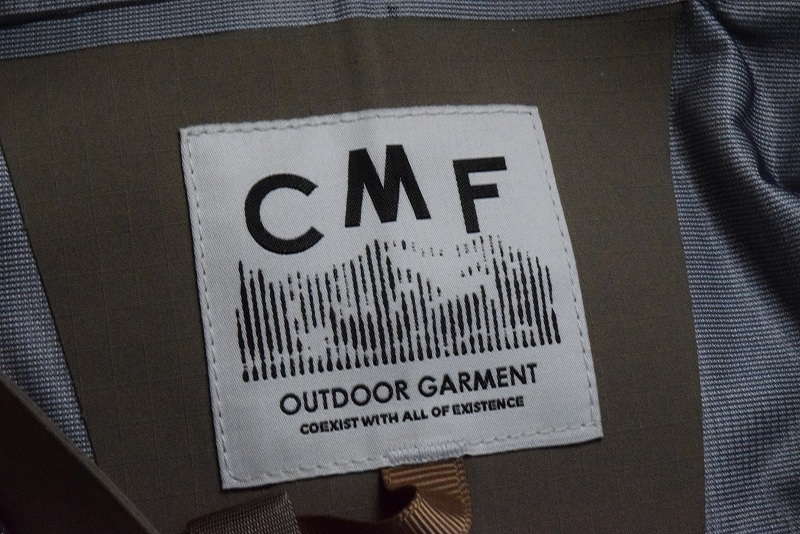 CMF
OUTDOOR GARMENT
COEXIST WITH ALL OF EXISTENCE